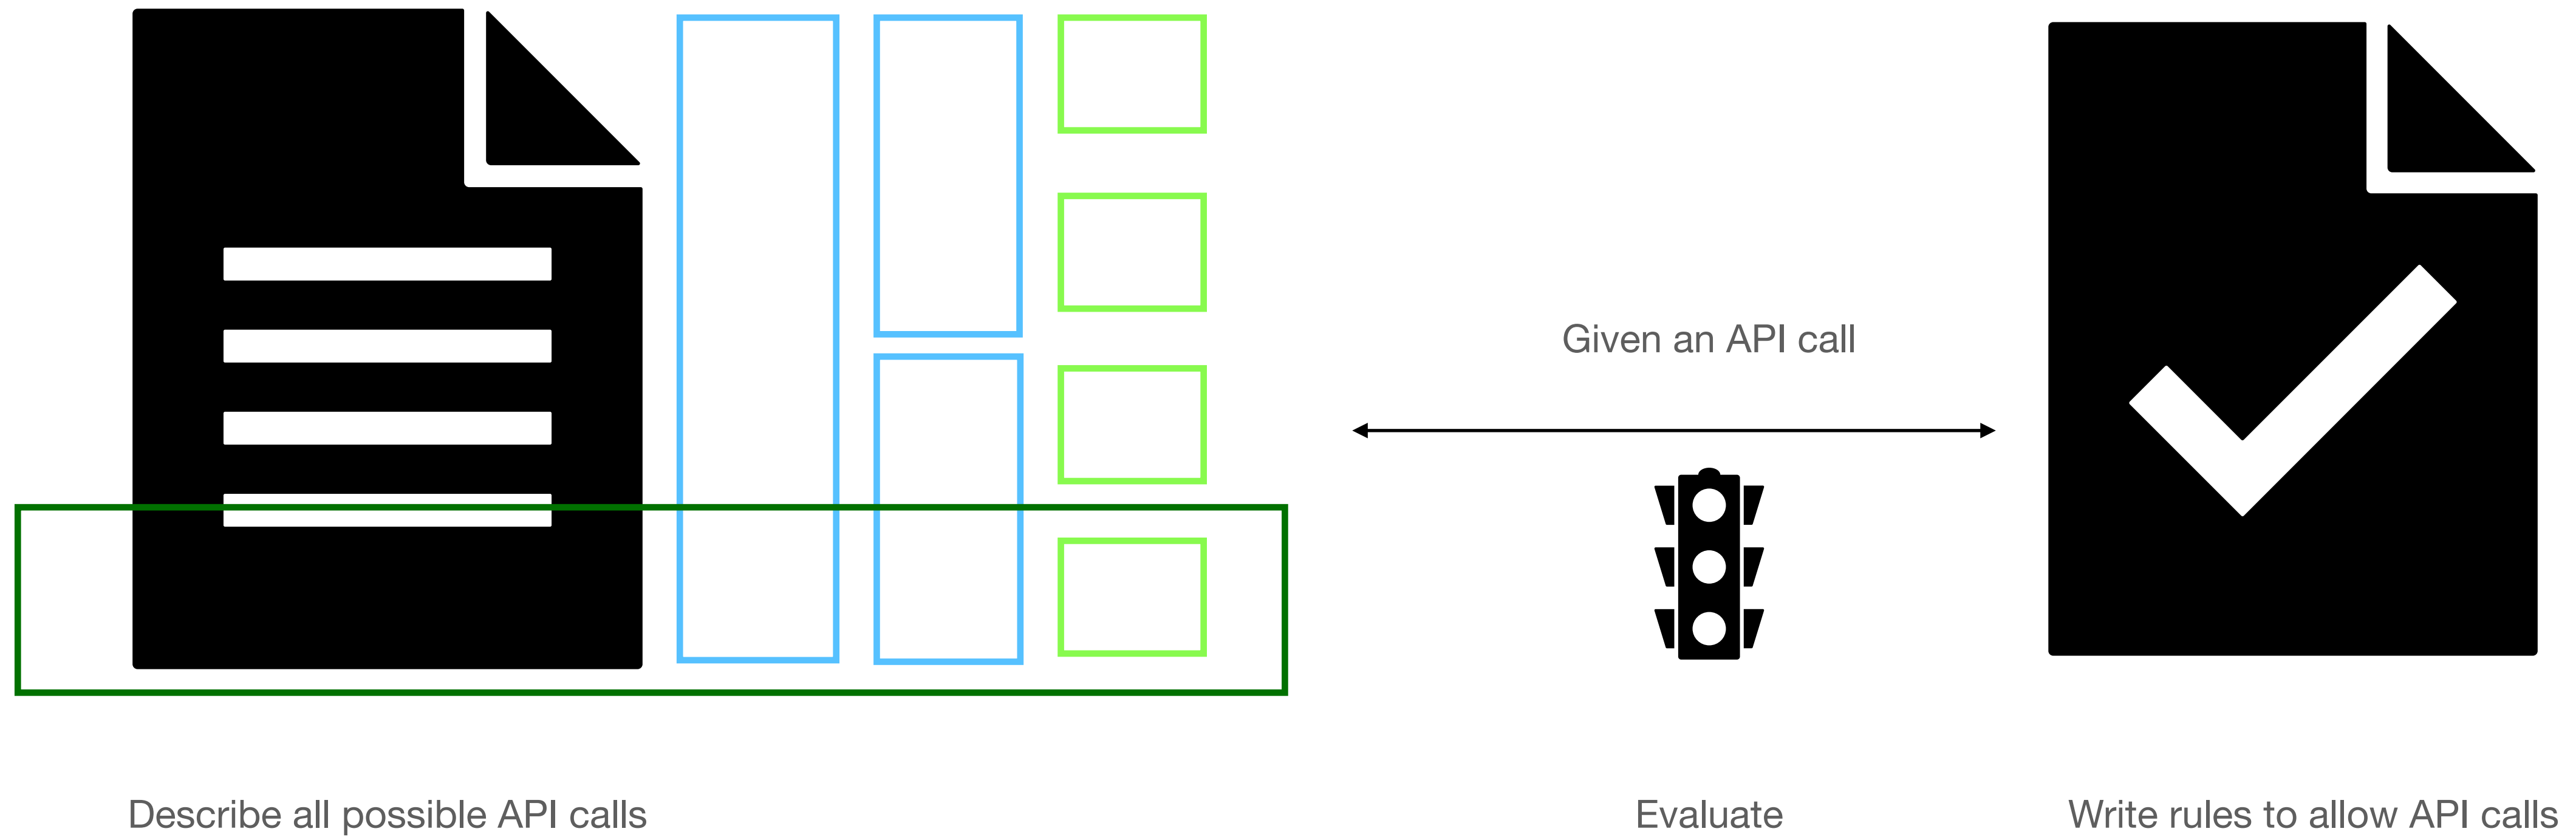 Given an API call
Describe all possible API calls
Evaluate
Write rules to allow API calls